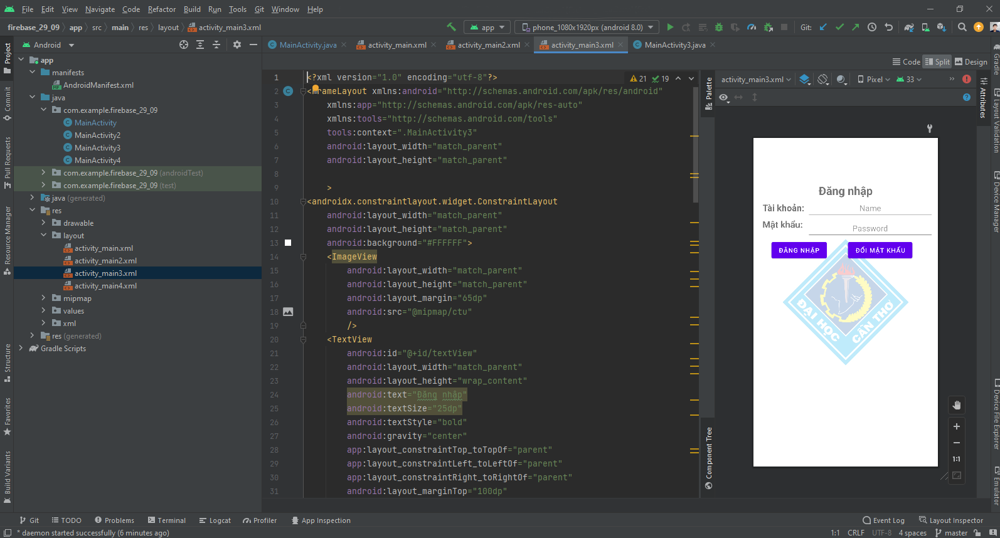 File Edit View Navigate Code Refactor Build Run Tools Git Window Help
firebase_29_09 app src main res layout activity_main3.xml
app phone_1080x1920px (android 8.0) Git:
Android
MainActivity.java activity_main.xml activity_main2.xml activity_main3.xml MainActivity3.java
Code Split Design
Project
Commit
Pull Requests
Resource Manager
Structure
Favorites
Build Variants
app
manifests
AndroidManifest.xml
java
com.example.firebase_29_09
MainActivity
MainActivity2
MainActivity3
MainActivity4
com.example.firebase_29_09 (androidTest)
com.example.firebase_29_09 (test)
java (generated)
res
drawable
layout
activity_main.xml
activity_main2.xml
activity_main3.xml
activity_main4.xml
mipmap
values
xml
res (generated)
Gradle Scripts
21 19
1 <?xml version="1.0" encoding="utf-8"?>
2 <FrameLayout xmlns:android="http://schemas.android.com/apk/res/android"
3 xmlns:app="http://schemas.android.com/apk/res-auto"
4 xmlns:tools="http://schemas.android.com/tools"
5 tools:context=".MainActivity3"
6 android:layout_width="match_parent"
7 android:layout_height="match_parent"
8
9 >
10 <androidx.constraintlayout.widget.ConstraintLayout
11 android:layout_width="match_parent"
12 android:layout_height="match_parent"
13 android:background="#FFFFFF">
14 <ImageView
15 android:layout_width="match_parent"
16 android:layout_height="match_parent"
17 android:layout_margin="65dp"
18 android:src="@mipmap/ctu"
19 />
20 <TextView
21 android:id="@+id/textView"
22 android:layout_width="match_parent"
23 android:layout_height="wrap_content"
24 android:text="Đăng nhập"
25 android:textSize="25dp"
26 android:textStyle="bold"
27 android:gravity="center"
28 app:layout_constraintTop_toTopOf="parent"
29 app:layout_constraintLeft_toLeftOf="parent"
30 app:layout_constraintRight_toRightOf="parent"
31 android:layout_marginTop="100dp"
Palette
Component Tree
activity_main3.xml Pixel 33
Đăng nhập
Tài khoản: Name
Mật khẩu: Password
ĐĂNG NHẬP ĐỔI MẬT KHẨU
ĐẠI HỌC CẦN THƠ
1:1
Attributes
Gradle
Layout Validation
Device Manager
Device File Explorer
Emulator
Git TODO Problems Terminal Logcat Profiler App Inspection Event Log Layout Inspector
* daemon started successfully (6 minutes ago) 1:1 CRLF UTF-8 4 spaces master